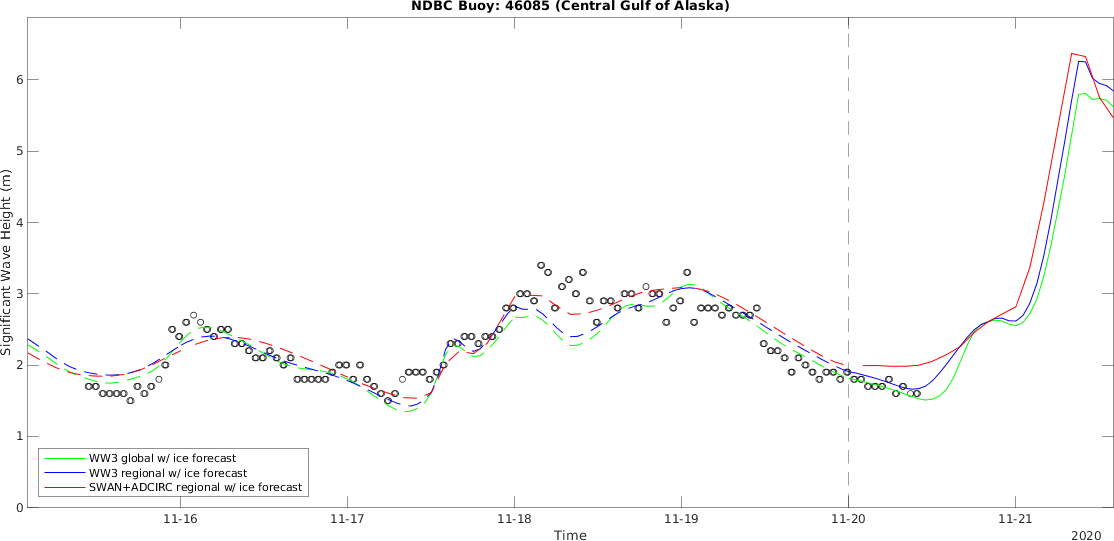 NDBC Buoy: 46085 (Central Gulf of Alaska)
Significant Wave Height (m)
6
5
4
3
2
1
0
WW3 global w/ ice forecast
WW3 regional w/ ice forecast
SWAN+ADCIRC regional w/ ice forecast
11-16 11-17 11-18 11-19 11-20 11-21
Time
2020